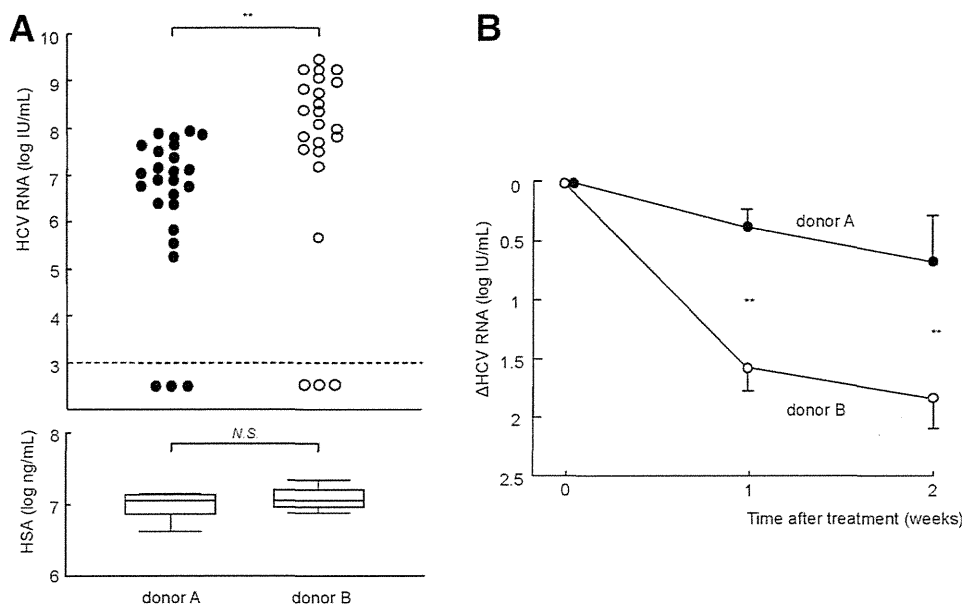 A
**
10
9
8
7
6
5
4
3
HCV RNA (log IU/mL)
N.S.
8
7
6
HSA (log ng/mL)
donor A
donor B
B
0
0.5
1
1.5
2
2.5
ΔHCV RNA (log IU/mL)
donor A
**
**
donor B
0
1
2
Time after treatment (weeks)